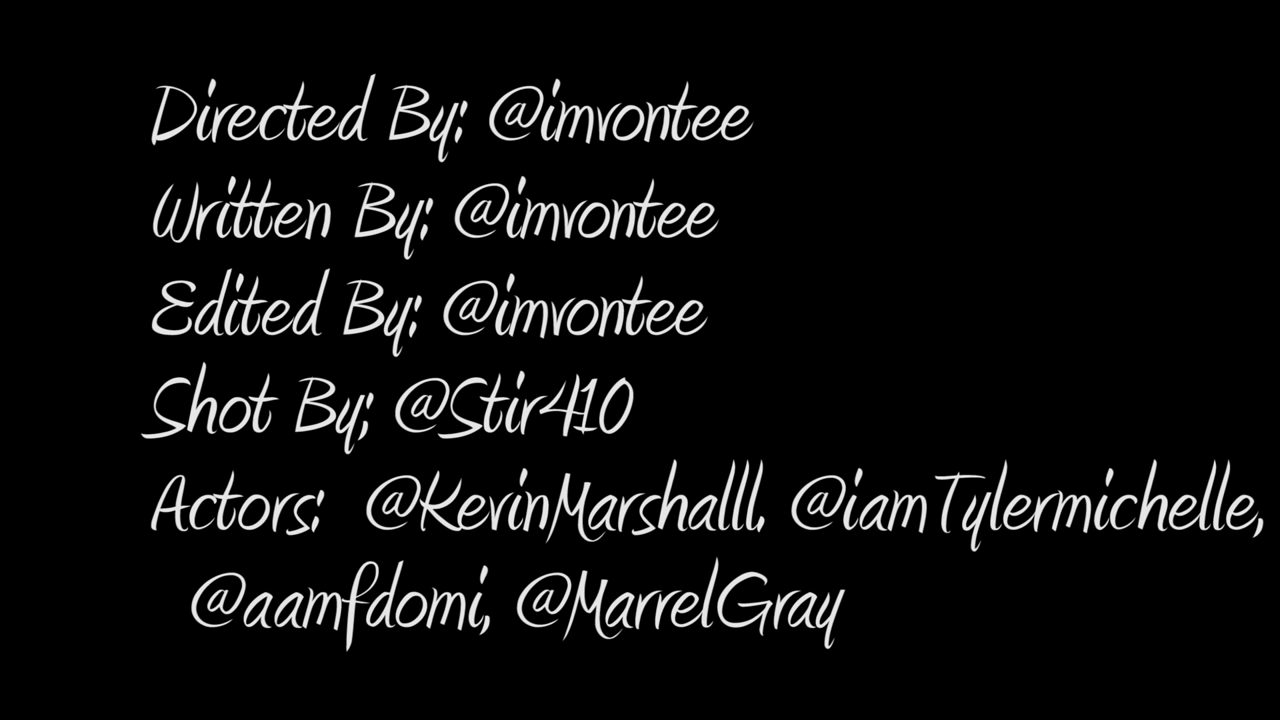 Directed By: @imvontee
Written By: @imvontee
Edited By: @imvontee
Shot By; @Stir410
Actors: @KevinMarshalll. @iamTylermichelle,
@aamfdomi, @MarrelGray